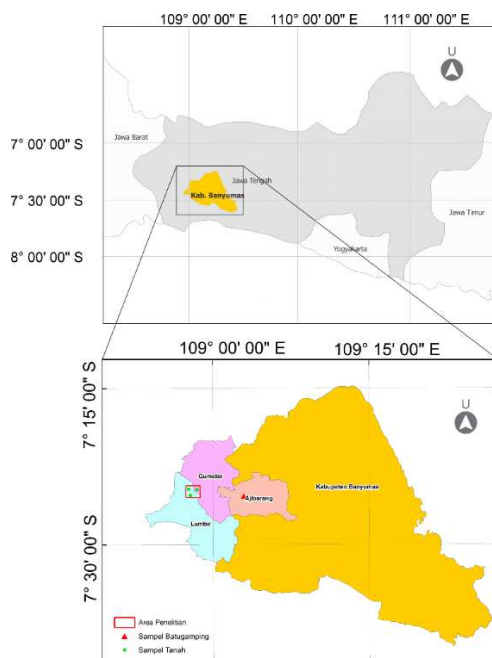 109° 00' 00" E 110° 00' 00" E 111° 00' 00" E
U
7° 00' 00" S
7° 30' 00" S
8° 00' 00" S
Jawa Barat
Jawa Tengah
Kab. Banyumas
Jawa Timur
Yogyakarta
109° 00' 00" E 109° 15' 00" E
7° 15' 00" S
7° 30' 00" S
U
Gumelar
Kabupaten Banyumas
Ajibarang
Lumbir
Area Penelitian
Sampel Batugamping
Sampel Tanah